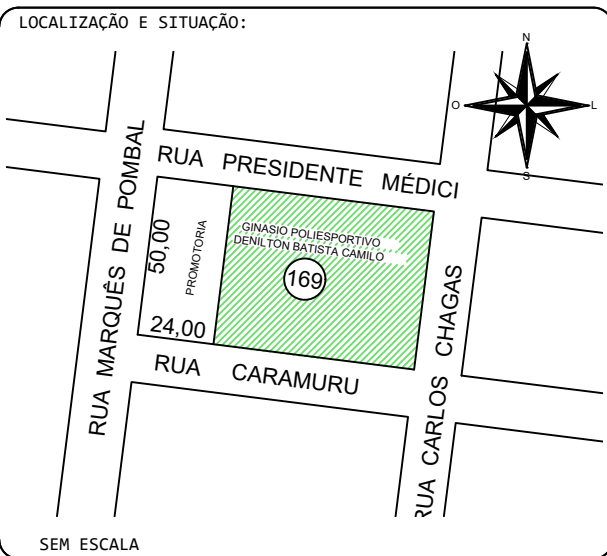 LOCALIZAÇÃO E SITUAÇÃO:
N
O
L
S
RUA PRESIDENTE MÉDICI
RUA MARQUÊS DE POMBAL
50,00
PROMOTORIA
24,00
GINASIO POLIESPORTIVO
DENILTON BATISTA CAMILO
169
RUA CARAMURU
RUA CARLOS CHAGAS
SEM ESCALA